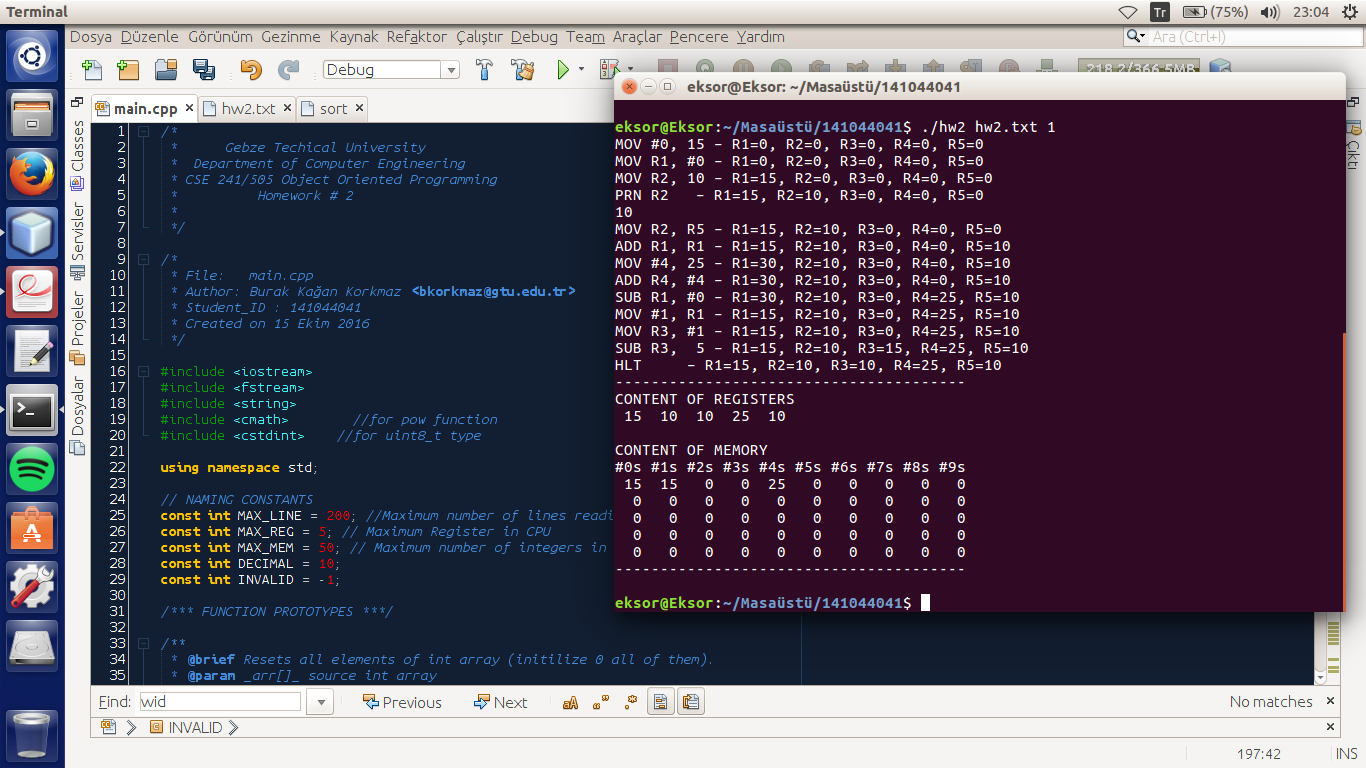 Terminal
Tr (75%) 23:04
Dosya Düzenle Görünüm Gezinme Kaynak Refaktor Çalıştır Debug Team Araçlar Pencere Yardım
Ara (Ctrl+I)
Debug
218.2/366.5MB
main.cpp hw2.txt sort
Classes
Servisler
Projeler
Dosyalar
Çıktı
1 /*
2 * Gebze Techical University
3 * Department of Computer Engineering
4 * CSE 241/505 Object Oriented Programming
5 * Homework # 2
6 *
7 */
8
9 /*
10 * File: main.cpp
11 * Author: Burak Kağan Korkmaz <bkorkmaz@gtu.edu.tr>
12 * Student_ID : 141044041
13 * Created on 15 Ekim 2016
14 */
15
16 #include <iostream>
17 #include <fstream>
18 #include <string>
19 #include <cmath> //for pow function
20 #include <cstdint> //for uint8_t type
21
22 using namespace std;
23
24 // NAMING CONSTANTS
25 const int MAX_LINE = 200; //Maximum number of lines readi
26 const int MAX_REG = 5; // Maximum Register in CPU
27 const int MAX_MEM = 50; // Maximum number of integers in
28 const int DECIMAL = 10;
29 const int INVALID = -1;
30
31 /*** FUNCTION PROTOTYPES ***/
32
33 /**
34 * @brief Resets all elements of int array (initilize 0 all of them).
35 * @param _arr[]_ source int array
eksor@Eksor: ~/Masaüstü/141044041
eksor@Eksor:~/Masaüstü/141044041$ ./hw2 hw2.txt 1
MOV #0, 15 - R1=0, R2=0, R3=0, R4=0, R5=0
MOV R1, #0 - R1=0, R2=0, R3=0, R4=0, R5=0
MOV R2, 10 - R1=15, R2=0, R3=0, R4=0, R5=0
PRN R2   - R1=15, R2=10, R3=0, R4=0, R5=0
10
MOV R2, R5 - R1=15, R2=10, R3=0, R4=0, R5=0
ADD R1, R1 - R1=15, R2=10, R3=0, R4=0, R5=10
MOV #4, 25 - R1=30, R2=10, R3=0, R4=0, R5=10
ADD R4, #4 - R1=30, R2=10, R3=0, R4=0, R5=10
SUB R1, #0 - R1=30, R2=10, R3=0, R4=25, R5=10
MOV #1, R1 - R1=15, R2=10, R3=0, R4=25, R5=10
MOV R3, #1 - R1=15, R2=10, R3=0, R4=25, R5=10
SUB R3,  5 - R1=15, R2=10, R3=15, R4=25, R5=10
HLT     - R1=15, R2=10, R3=10, R4=25, R5=10
---------------------------------------
CONTENT OF REGISTERS
15 10 10 25 10
CONTENT OF MEMORY
#0s #1s #2s #3s #4s #5s #6s #7s #8s #9s
15 15 0 0 25 0 0 0 0 0
0 0 0 0 0 0 0 0 0 0
0 0 0 0 0 0 0 0 0 0
0 0 0 0 0 0 0 0 0 0
0 0 0 0 0 0 0 0 0 0
---------------------------------------
eksor@Eksor:~/Masaüstü/141044041$
Find: wid Previous Next No matches
INVALID
197:42 INS